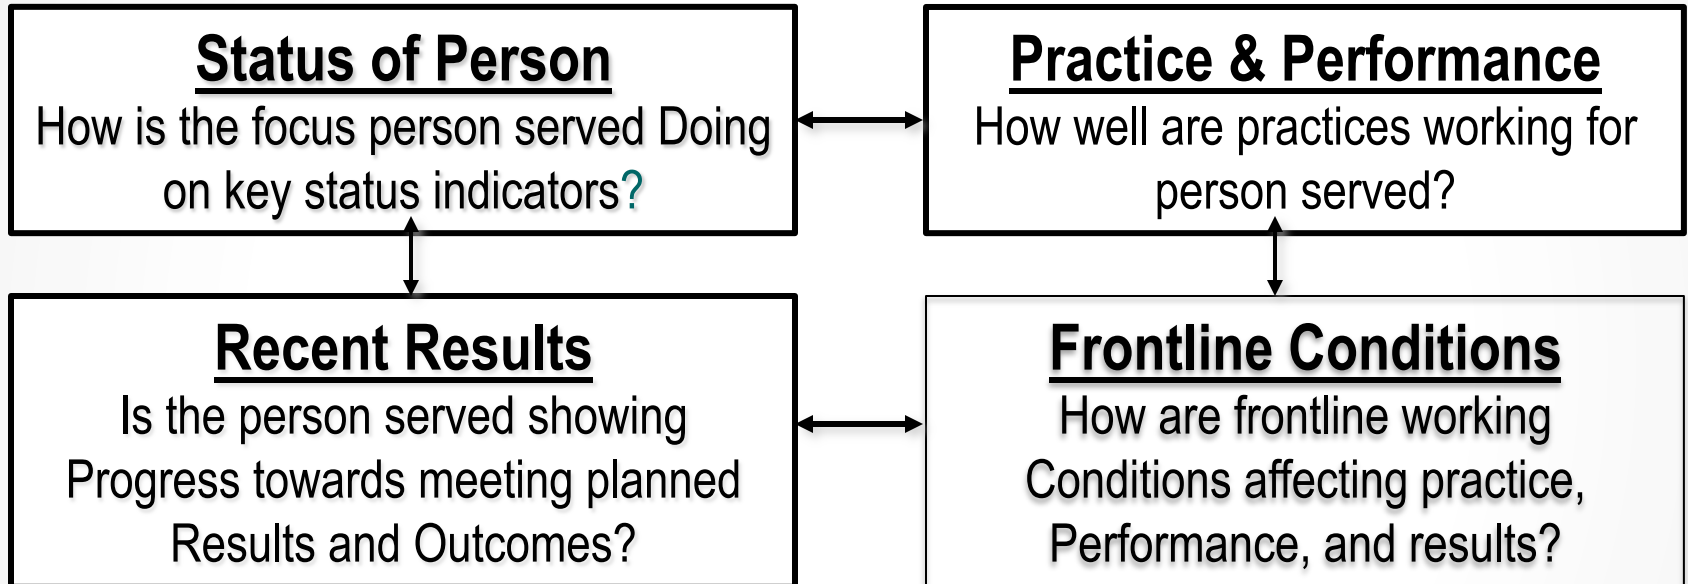 Status of Person
How is the focus person served Doing
on key status indicators?
Practice & Performance
How well are practices working for
person served?
Recent Results
Is the person served showing
Progress towards meeting planned
Results and Outcomes?
Frontline Conditions
How are frontline working
Conditions affecting practice,
Performance, and results?